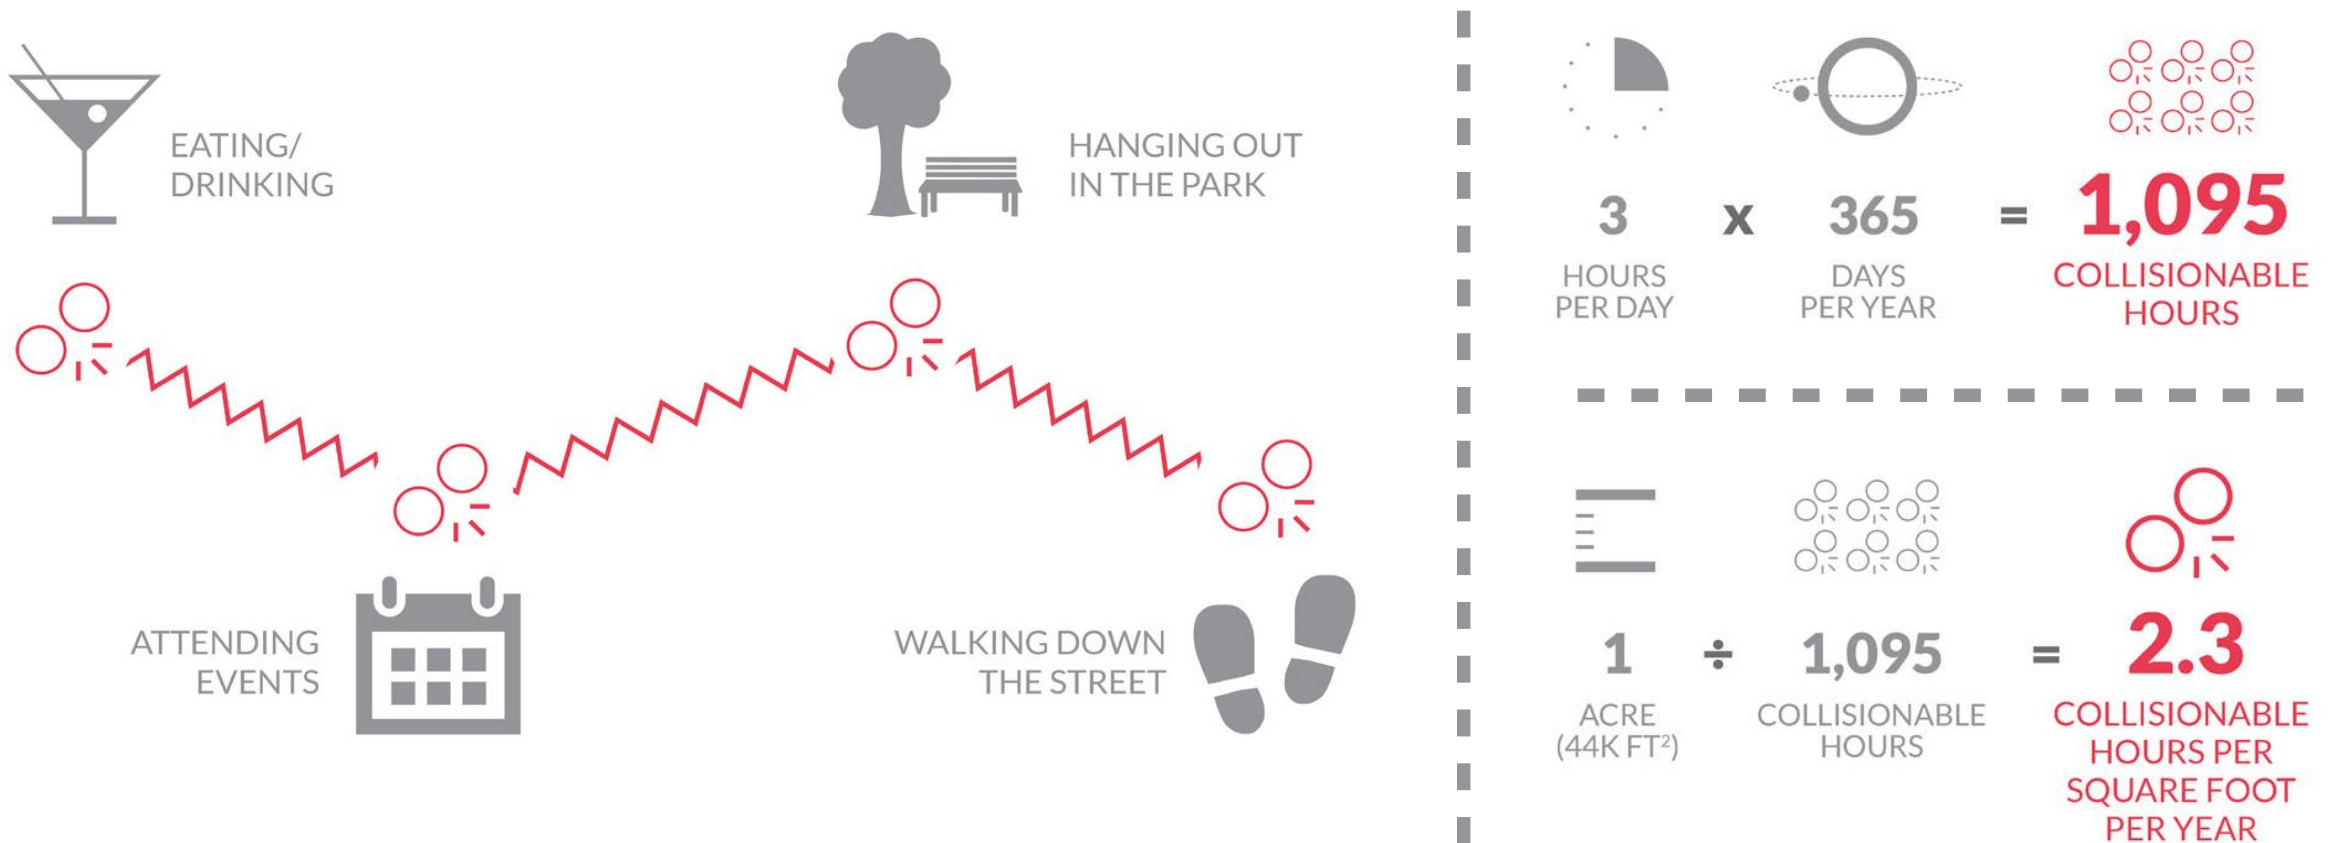 EATING/
DRINKING
HANGING OUT
IN THE PARK
ATTENDING
EVENTS
WALKING DOWN
THE STREET
3 x 365 = 1,095
HOURS
PER DAY
DAYS
PER YEAR
COLLISIONABLE
HOURS
1 ÷ 1,095 = 2.3
ACRE
(44K FT²)
COLLISIONABLE
HOURS
COLLISIONABLE
HOURS PER
SQUARE FOOT
PER YEAR